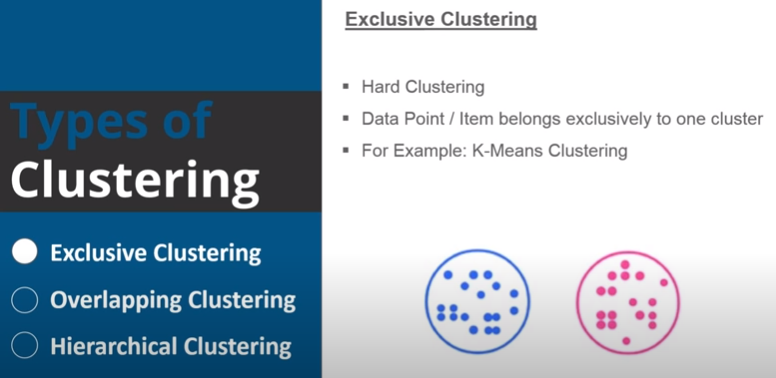 Types of
Clustering
Exclusive Clustering
Overlapping Clustering
Hierarchical Clustering
Exclusive Clustering
▪ Hard Clustering
▪ Data Point / Item belongs exclusively to one cluster
▪ For Example: K-Means Clustering